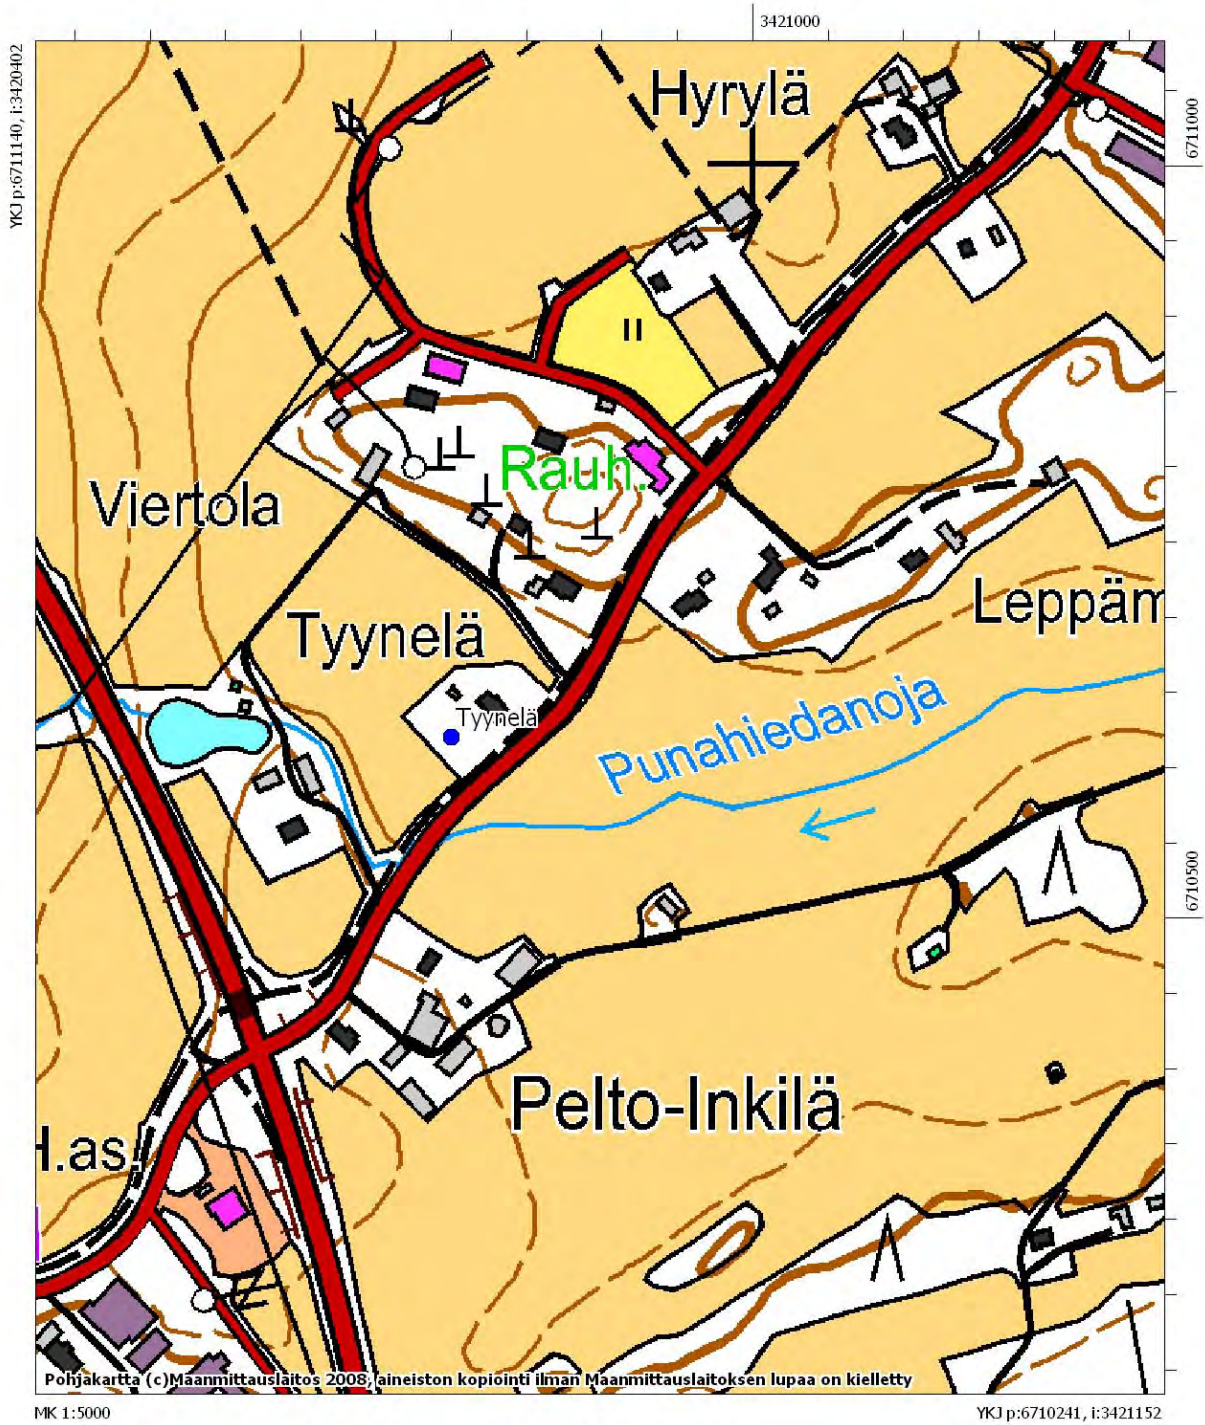 3421000
YKJ p:6711140, i:3420402
6711000
Hyrylä
Rauh.
Viertola
Tyynelä
Leppäm
Tyynelä
Punahiedanoja
6710500
Pelto-Inkilä
H.as.
Pohjakartta (c)Maanmittauslaitos 2008, aineiston kopiointi ilman Maanmittauslaitoksen lupaa on kielletty
MK 1:5000
YKJ p:6710241, i:3421152